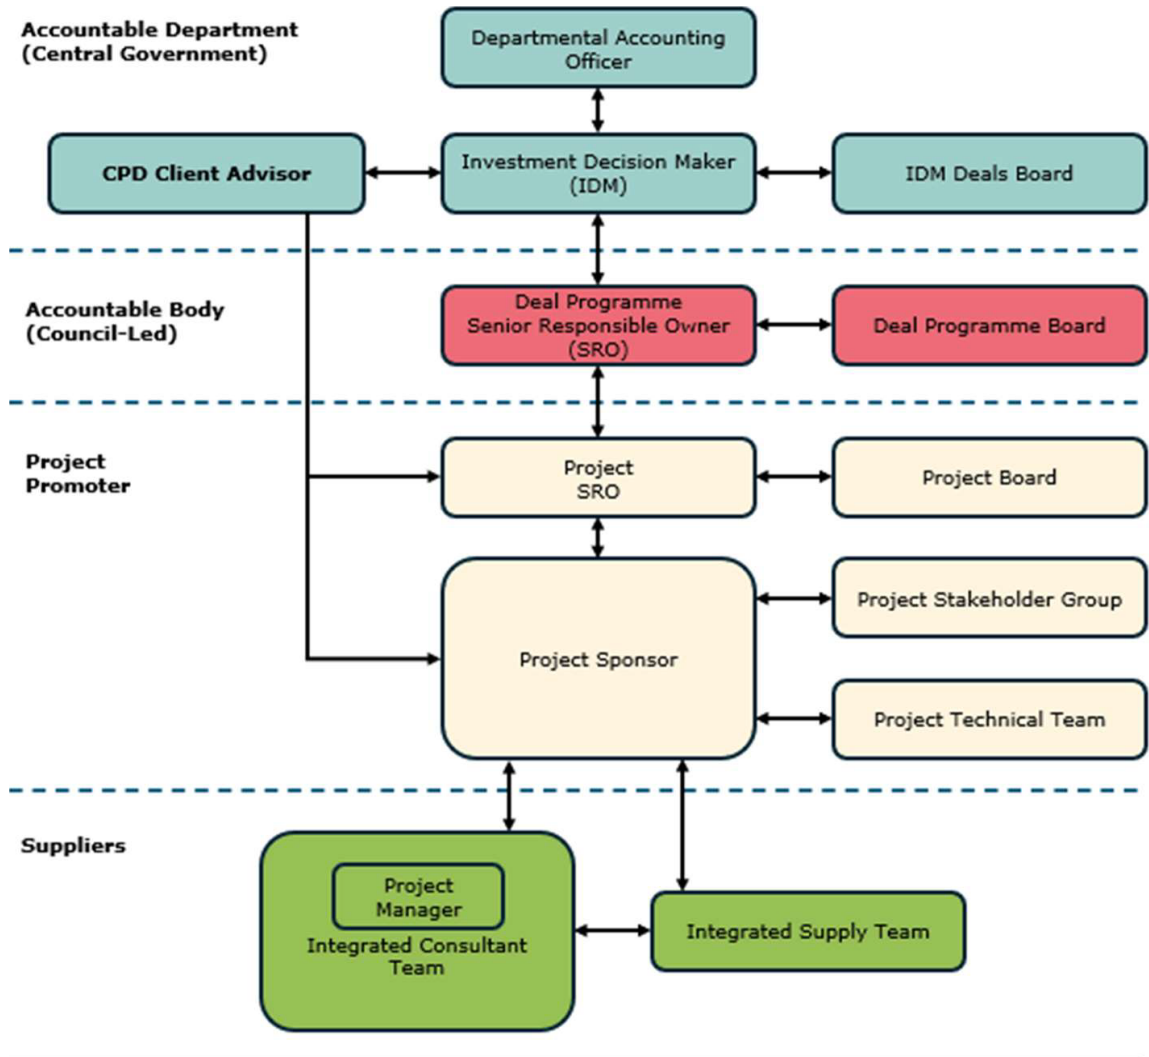 Accountable Department
(Central Government)
Departmental Accounting
Officer
CPD Client Advisor
Investment Decision Maker
(IDM)
IDM Deals Board
Accountable Body
(Council-Led)
Deal Programme
Senior Responsible Owner
(SRO)
Deal Programme Board
Project
Promoter
Project
SRO
Project Board
Project Sponsor
Project Stakeholder Group
Project Technical Team
Suppliers
Project
Manager
Integrated Consultant
Team
Integrated Supply Team